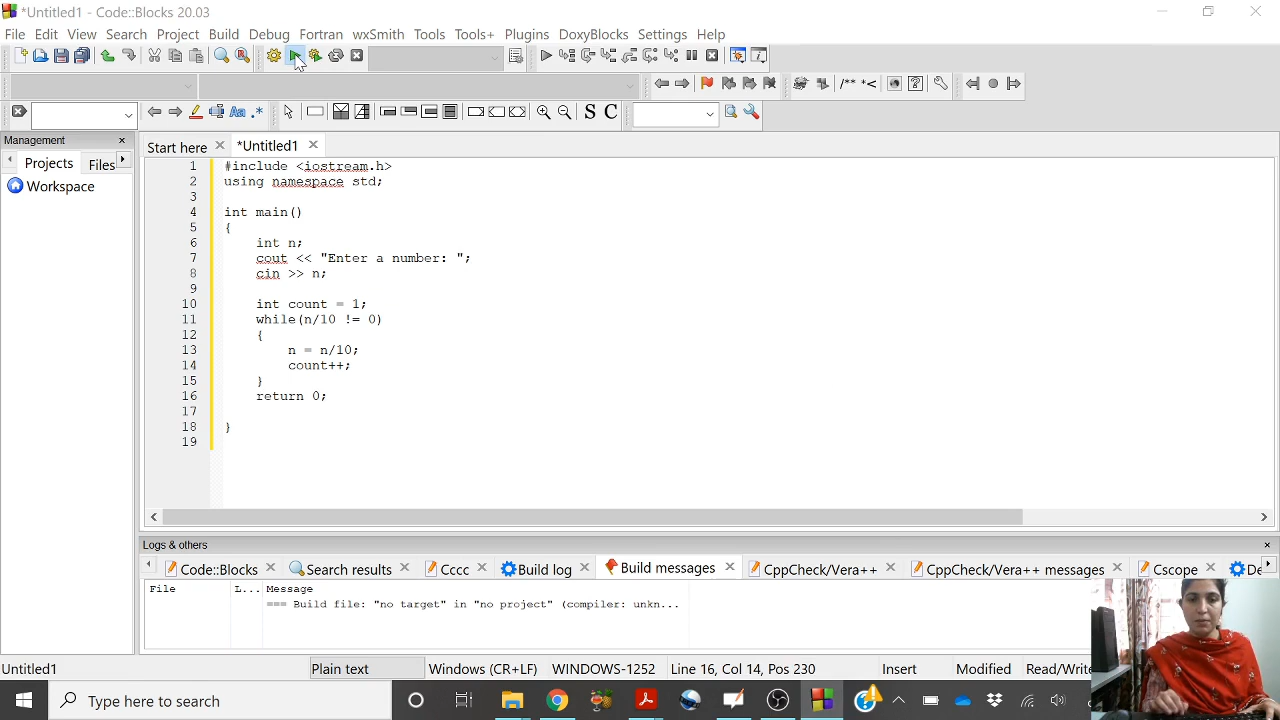 *Untitled1 - Code::Blocks 20.03
File Edit View Search Project Build Debug Fortran wxSmith Tools Tools+ Plugins DoxyBlocks Settings Help
/** *<
Aa .* S C
Management
Start here *Untitled1
Projects Files
Workspace
1 #include <iostream.h>
2 using namespace std;
3
4 int main()
5 {
6 int n;
7 cout << "Enter a number: ";
8 cin >> n;
9
10 int count = 1;
11 while(n/10 != 0)
12 {
13 n = n/10;
14 count++;
15 }
16 return 0;
17
18 }
19
Logs & others
Code::Blocks Search results Cccc Build log Build messages CppCheck/Vera++ CppCheck/Vera++ messages Cscope De
File L... Message
=== Build file: "no target" in "no project" (compiler: unkn...
Untitled1 Plain text Windows (CR+LF) WINDOWS-1252 Line 16, Col 14, Pos 230 Insert Modified Read/Write
Type here to search